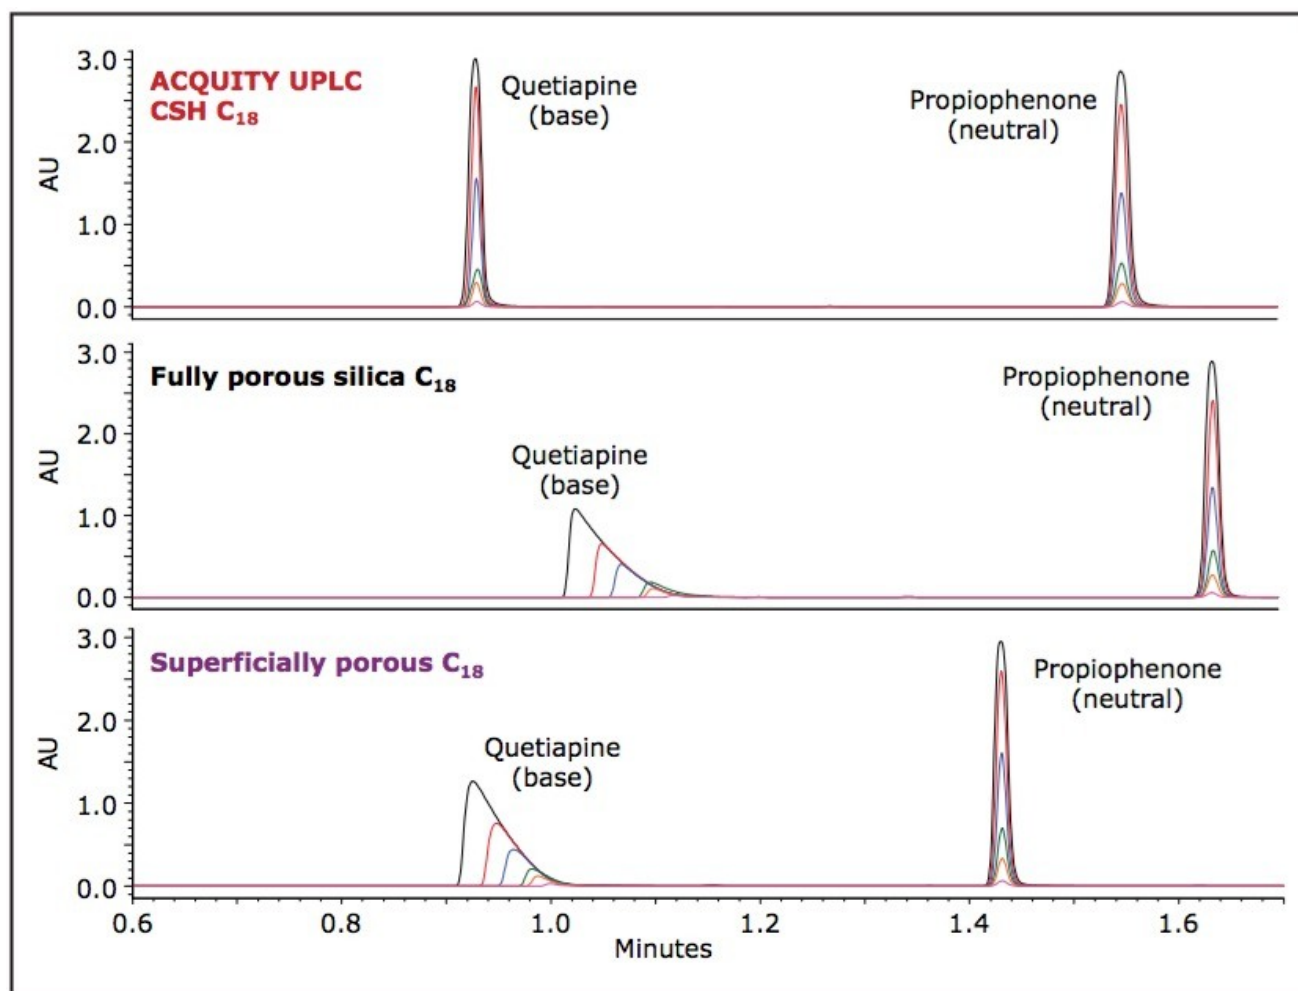 3.0
ACQUITY UPLC
CSH C₁₈
Quetiapine
(base)
Propiophenone
(neutral)
2.0
AU
1.0
0.0
3.0
Fully porous silica C₁₈
Propiophenone
(neutral)
2.0
AU
Quetiapine
(base)
1.0
0.0
3.0
Superficially porous C₁₈
Propiophenone
(neutral)
2.0
AU
Quetiapine
(base)
1.0
0.0
0.6 0.8 1.0 1.2 1.4 1.6
Minutes